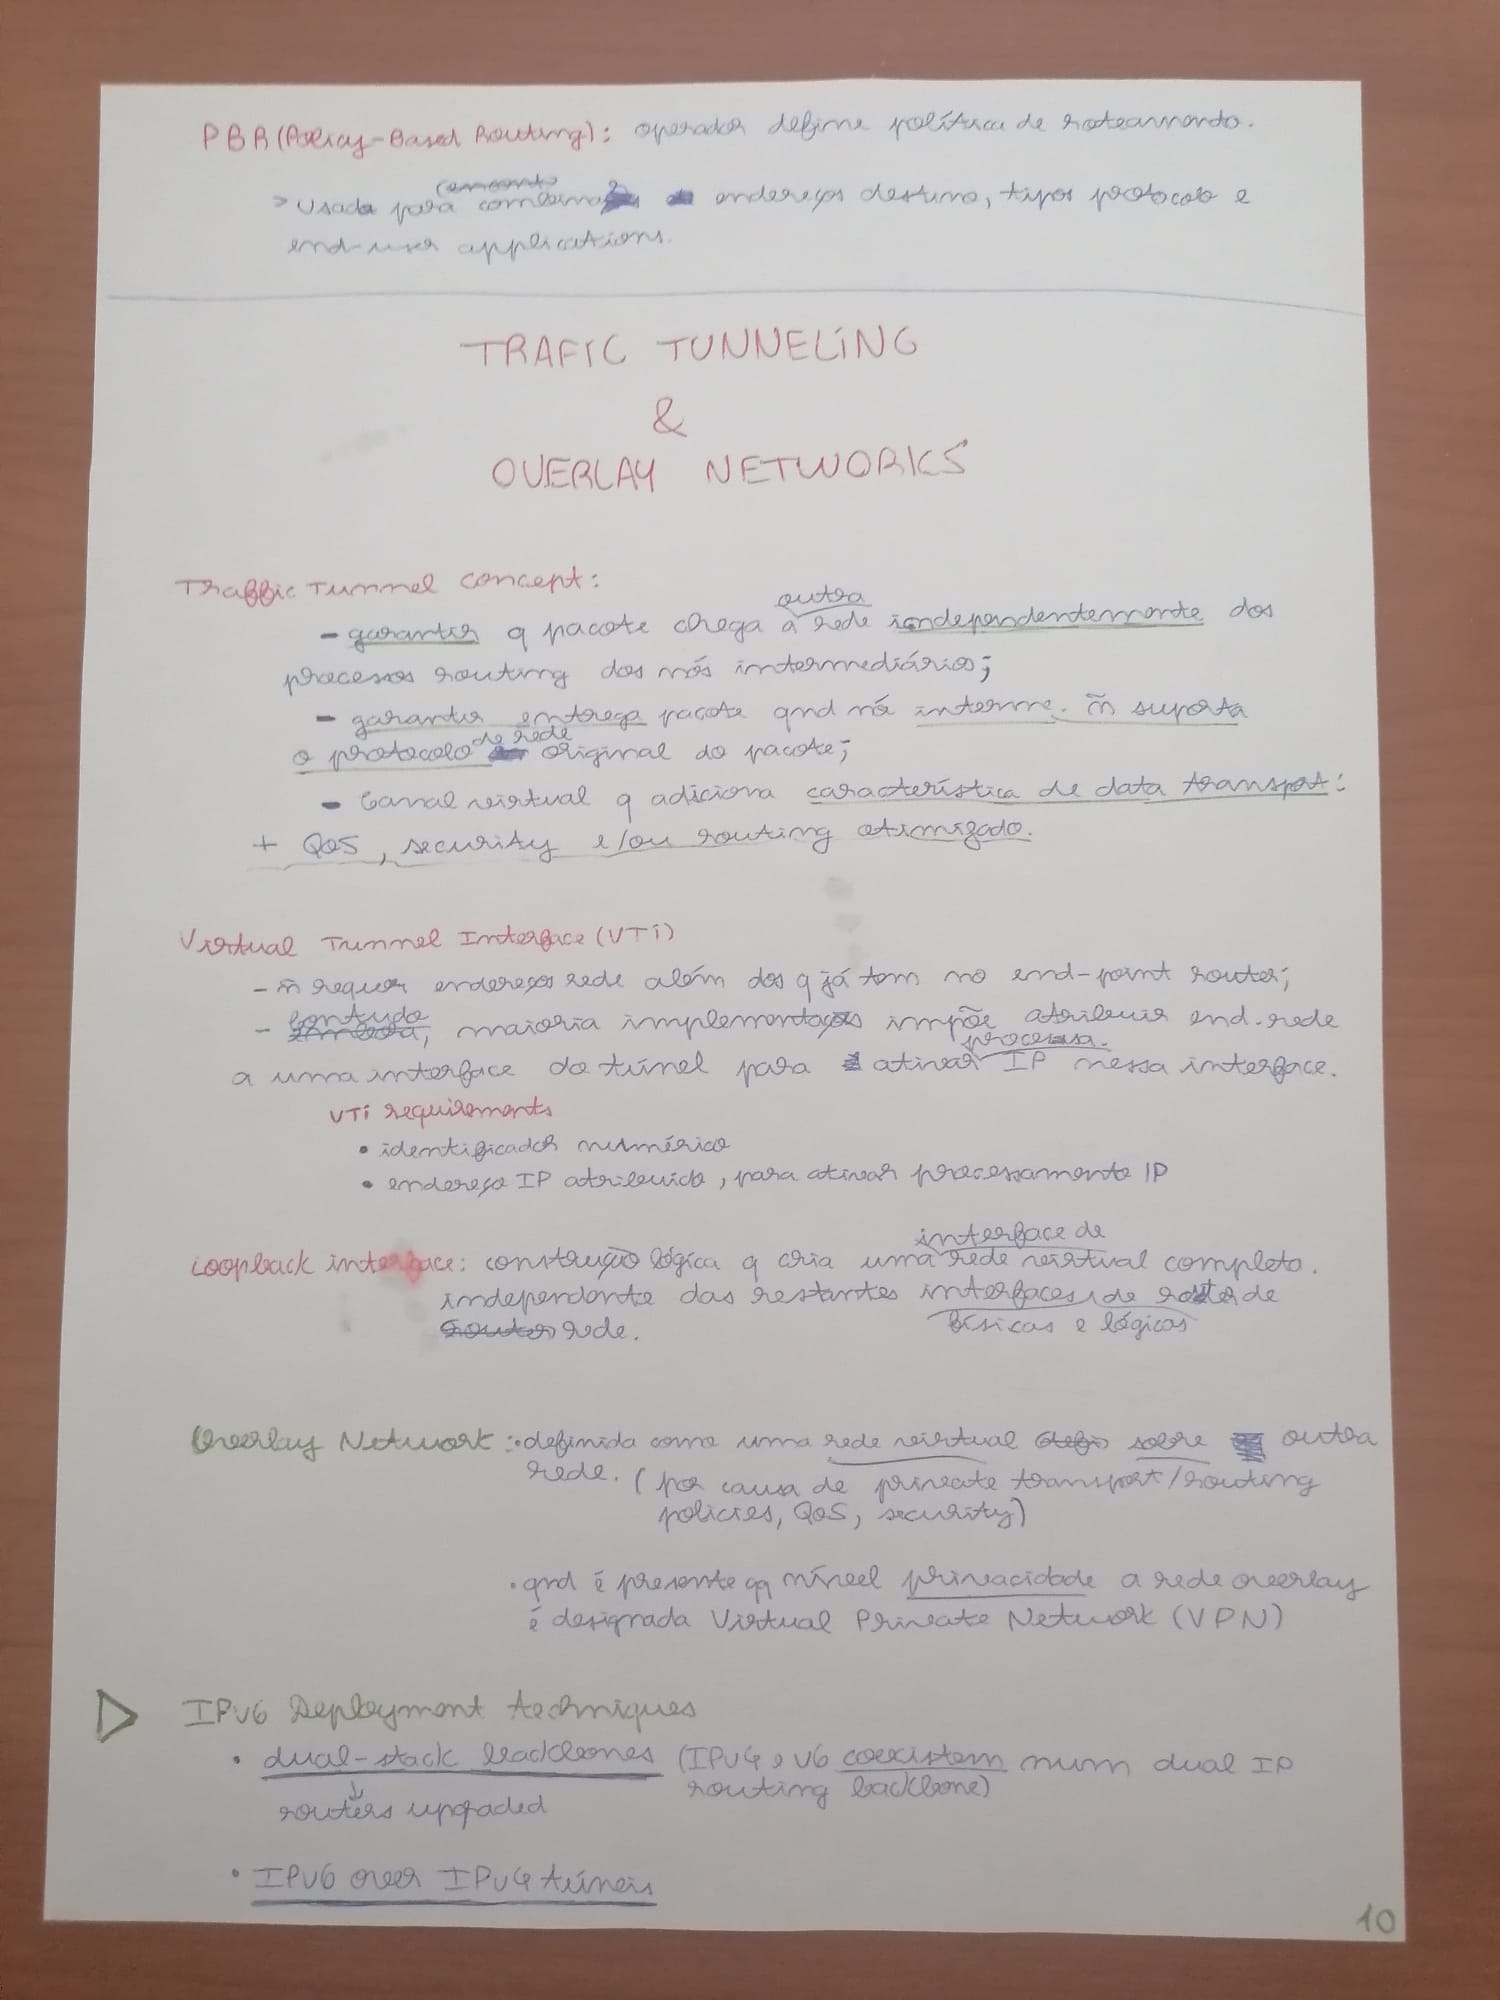 PBR (Policy-Based Routing): operador define política de roteamento.
> Usada para endereços destino, tipos protocolo e
end-user applications.
TRAFIC TUNNELING
&
OVERLAY NETWORKS
Traffic Tunnel concept:
- garantir q pacote chega à outra rede independentemente dos
processos routing dos nós intermediários;
- garantir entrega pacote qnd nó interme. ñ suporta
o protocolo de rede original do pacote;
- Canal virtual q adiciona característica de data transport:
+ QoS, security e/ou routing otimizado.
Virtual Tunnel Interface (VTI)
- ñ requer endereços rede além dos q já tem no end-point router;
- contudo, maioria implementações impõe atribuir end. rede
a uma interface do túnel para ativar processa. IP nessa interface.
VTI requirements
• identificador numérico
• endereço IP atribuído, para ativar processamento IP
Loopback interface: construção lógica q cria uma interface de rede virtual completa.
independente das restantes interfaces físicas e lógicas de roter de
rede.
Overlay Network: • definida como uma rede virtual sobre outra
rede. (por causa de private transport/routing
policies, QoS, security)
• qnd é presente qq nível privacidade a rede overlay
é designada Virtual Private Network (VPN)
▷ IPv6 Deployment techniques
• dual-stack backbones (IPv4 e v6 coexistem num dual IP
routing backbone)
↓
routers upgraded
• IPv6 over IPv4 túneis
10